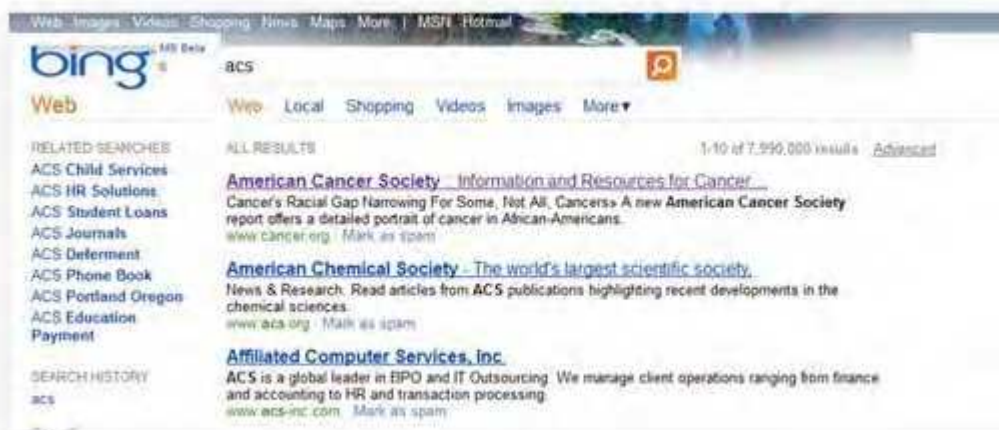 Web Images Videos Shopping News Maps More | MSN Hotmail
bing MS Beta
acs
Web
Web Local Shopping Videos Images More▼
RELATED SEARCHES
ACS Child Services
ACS HR Solutions
ACS Student Loans
ACS Journals
ACS Deferment
ACS Phone Book
ACS Portland Oregon
ACS Education
Payment
SEARCH HISTORY
acs
ALL RESULTS
1-10 of 7,990,000 results Advanced
American Cancer Society :: Information and Resources for Cancer ...
Cancer's Racial Gap Narrowing For Some, Not All, Cancers» A new American Cancer Society
report offers a detailed portrait of cancer in African-Americans.
www.cancer.org · Mark as spam
American Chemical Society - The world's largest scientific society.
News & Research. Read articles from ACS publications highlighting recent developments in the
chemical sciences.
www.acs.org · Mark as spam
Affiliated Computer Services, Inc.
ACS is a global leader in BPO and IT Outsourcing. We manage client operations ranging from finance
and accounting to HR and transaction processing.
www.acs-inc.com · Mark as spam